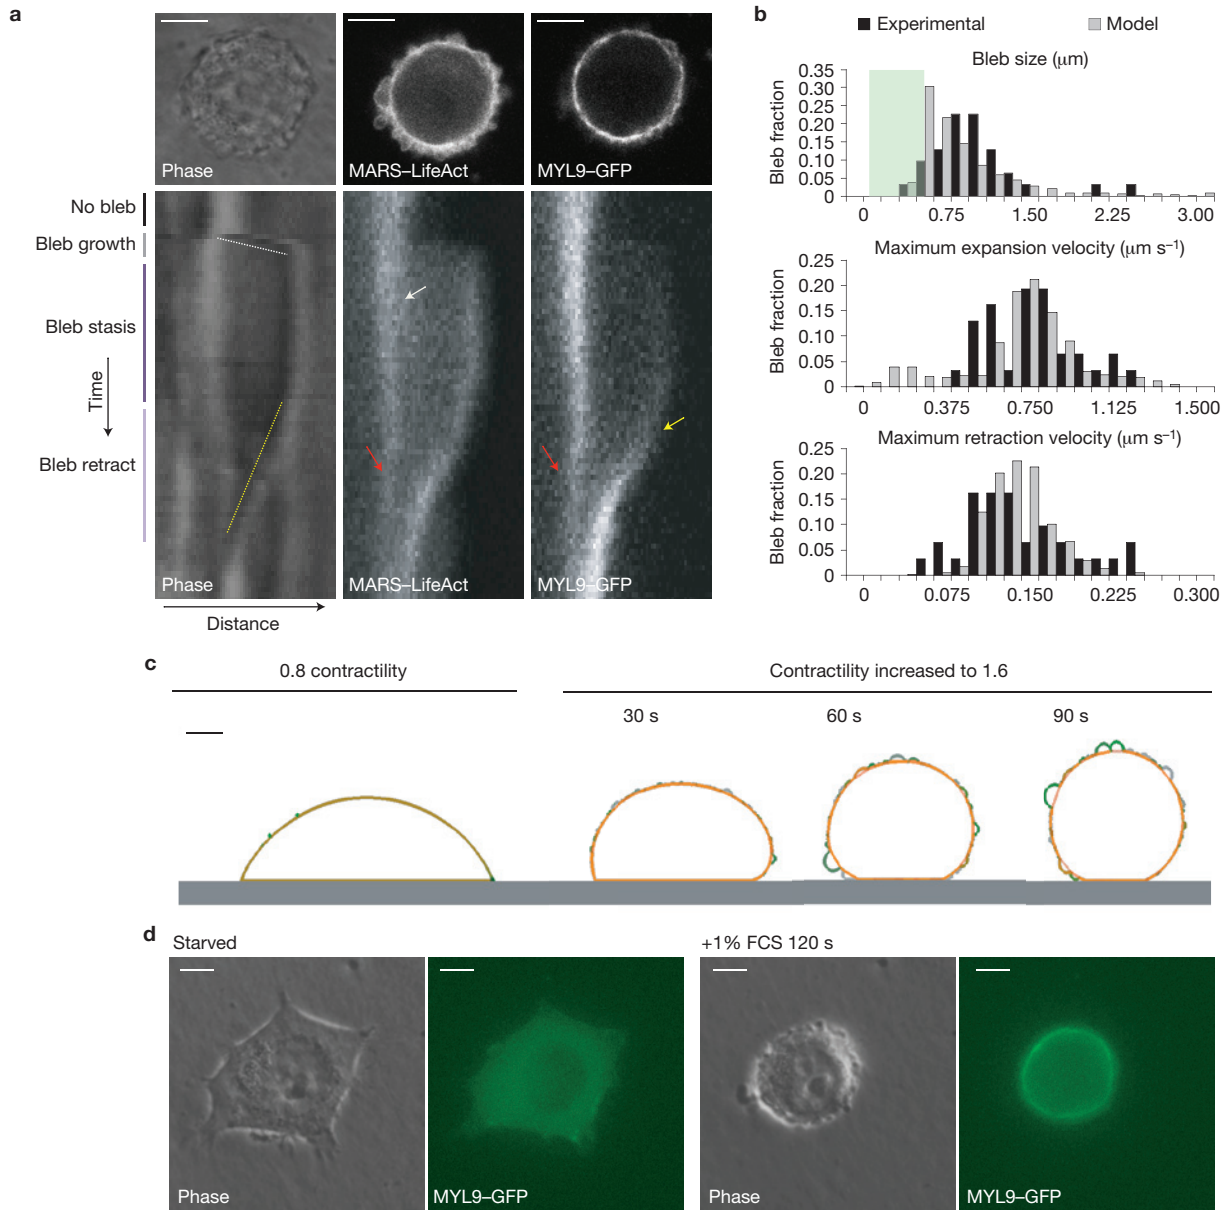 a
Phase
MARS–LifeAct
MYL9–GFP
No bleb
Bleb growth
Bleb stasis
Time
Bleb retract
Phase
MARS–LifeAct
MYL9–GFP
Distance
b
Experimental
Model
Bleb size (μm)
Bleb fraction
0.35
0.30
0.25
0.20
0.15
0.10
0.05
0
0 0.75 1.50 2.25 3.00
Maximum expansion velocity (μm s⁻¹)
Bleb fraction
0.25
0.20
0.15
0.10
0.05
0
0 0.375 0.750 1.125 1.500
Maximum retraction velocity (μm s⁻¹)
Bleb fraction
0.25
0.20
0.15
0.10
0.05
0
0 0.075 0.150 0.225 0.300
c
0.8 contractility
Contractility increased to 1.6
30 s 60 s 90 s
d
Starved
+1% FCS 120 s
Phase
MYL9–GFP
Phase
MYL9–GFP